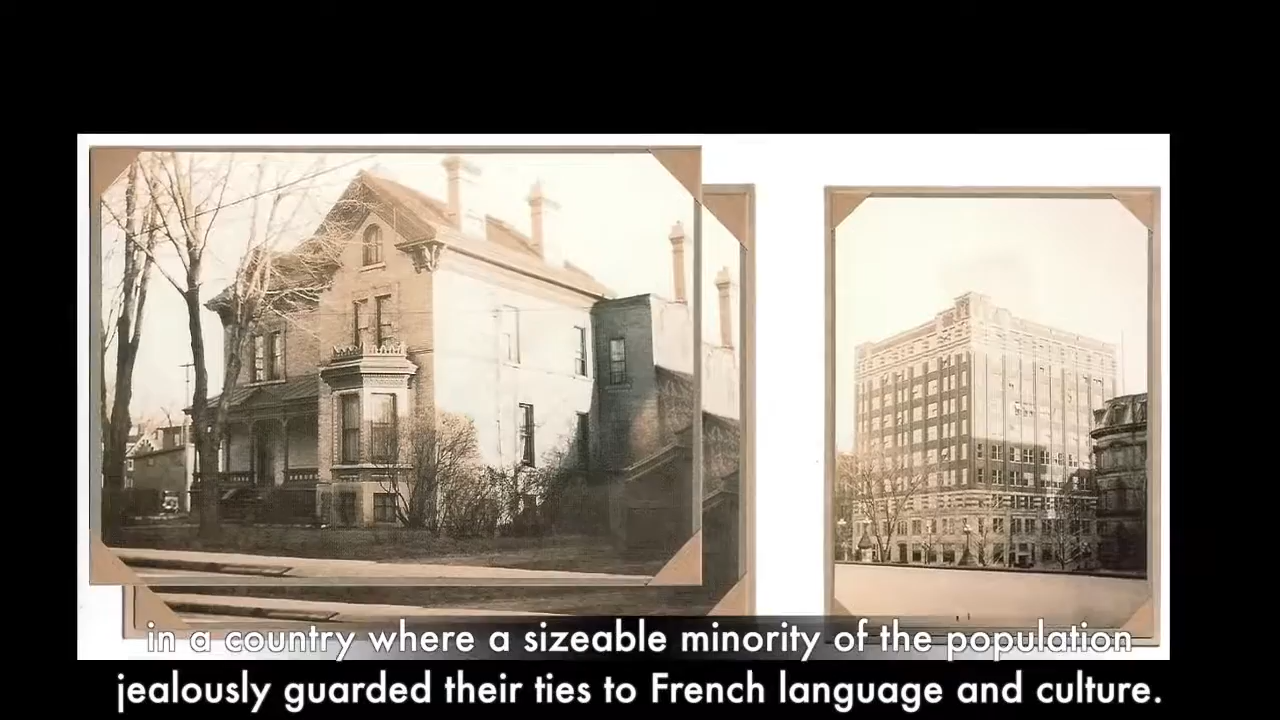 in a country where a sizeable minority of the population
jealously guarded their ties to French language and culture.